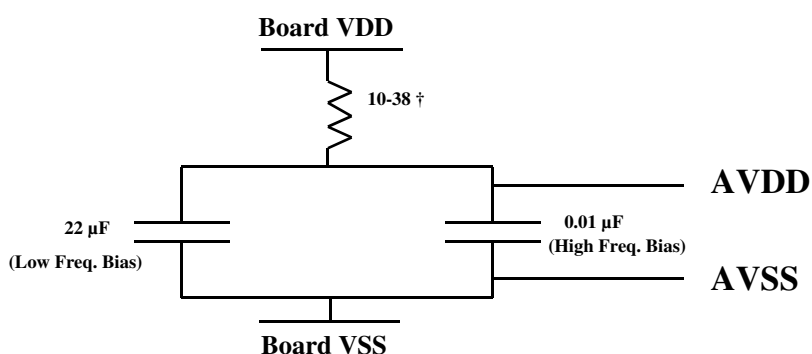 Board VDD
10-38 †
AVDD
22 µF
(Low Freq. Bias)
0.01 µF
(High Freq. Bias)
AVSS
Board VSS